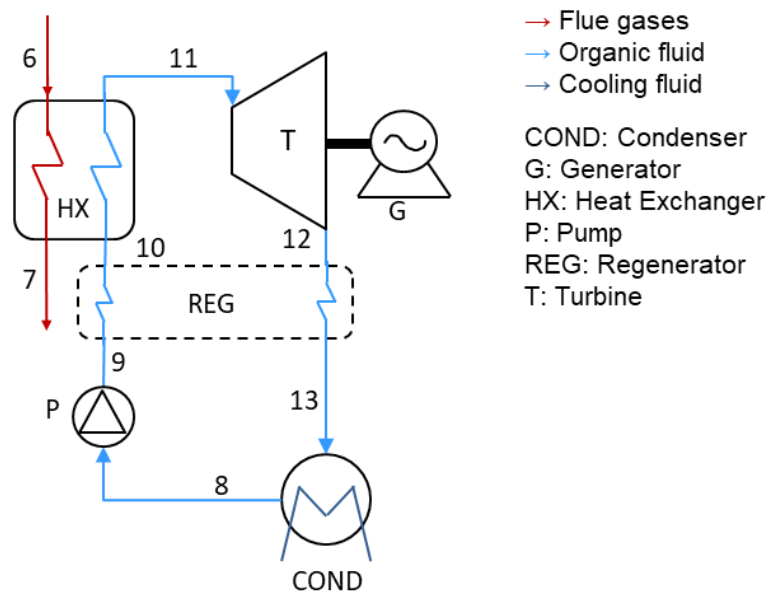 6
11
→ Flue gases
→ Organic fluid
→ Cooling fluid
T
HX
G
COND: Condenser
G: Generator
HX: Heat Exchanger
P: Pump
REG: Regenerator
T: Turbine
10
12
7
REG
9
P
13
8
COND